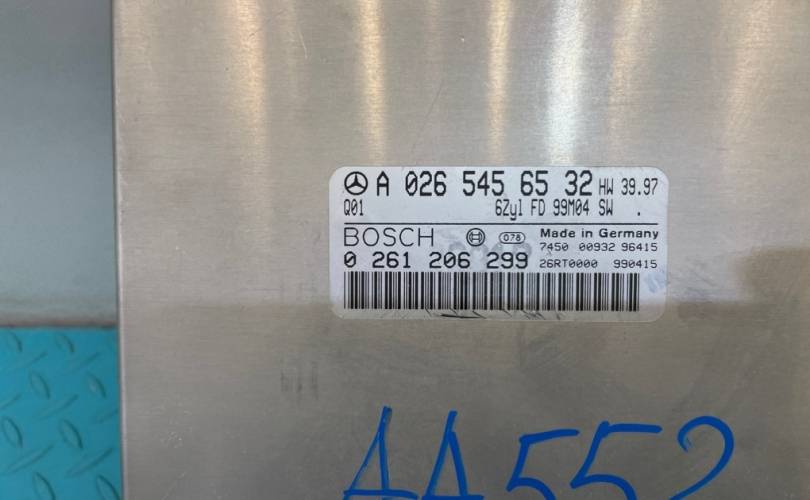 A 026 545 65 32 HW 39.97
Q01 6Zyl FD 99M04 SW .
BOSCH 078 Made in Germany
7450 00932 96415
0 261 206 299 26RT0000 990415
AA552